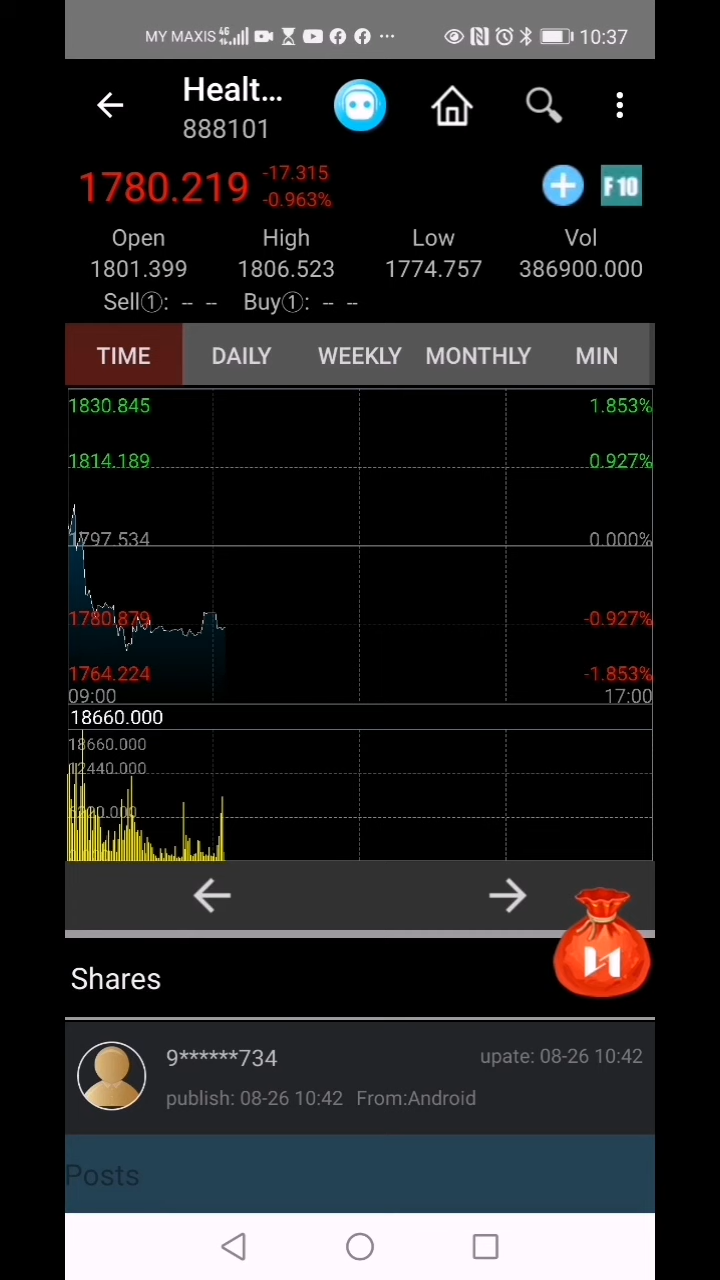 MY MAXIS 4G 10:37
Healt...
888101
1780.219 -17.315
-0.963%
F10
Open High Low Vol
1801.399 1806.523 1774.757 386900.000
Sell①: -- -- Buy①: -- --
TIME DAILY WEEKLY MONTHLY MIN
1830.845 1.853%
1814.189 0.927%
1797.534 0.000%
1780.879 -0.927%
1764.224 -1.853%
09:00 17:00
18660.000
18660.000
12440.000
6220.000
Shares
9******734 upate: 08-26 10:42
publish: 08-26 10:42 From:Android
Posts